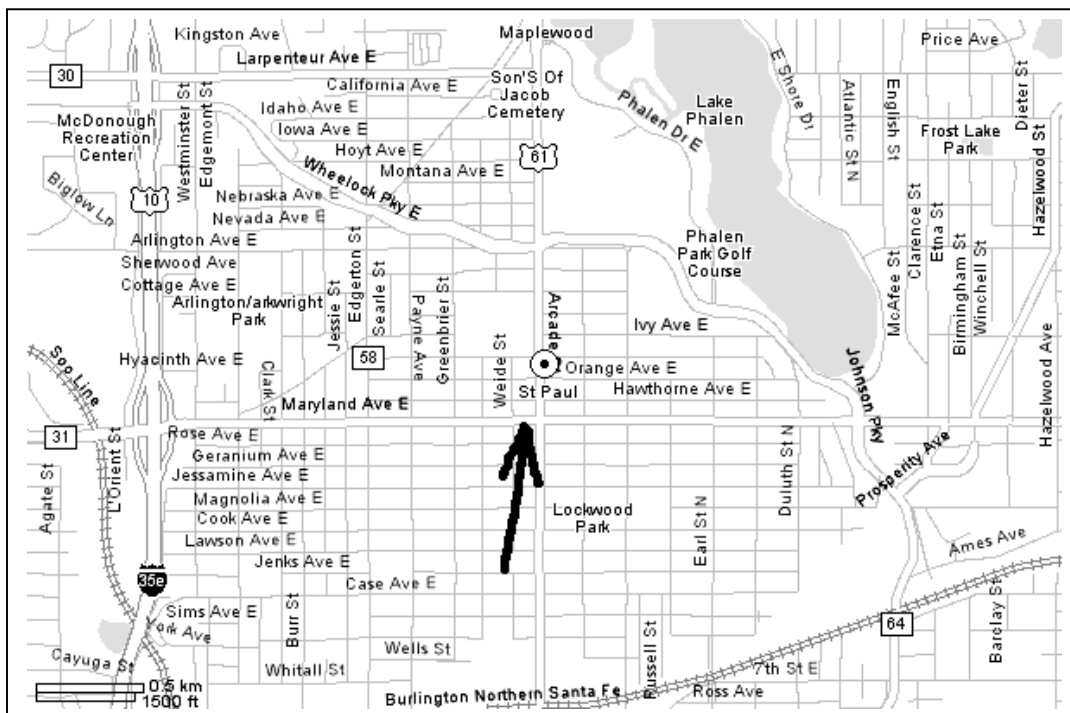 Kingston Ave
Larpenteur Ave E
30
California Ave E
Maplewood
Price Ave
Son'S Of
Jacob
Cemetery
Idaho Ave E
Iowa Ave E
Hoyt Ave E
Montana Ave E
McDonough
Recreation
Center
Westminster St
Edgemont St
Biglow Ln
10
Wheelock Pky E
Nebraska Ave E
Nevada Ave E
Arlington Ave E
Sherwood Ave
Cottage Ave E
Arlington/arkwright
Park
61
Phalen Dr E
Lake
Phalen
E Shore Dr
Atlantic St N
English St
Frost Lake
Park
Dieter St
Hazelwood St
Phalen
Park Golf
Course
Clarence St
Etna St
McAfee St
Birmingham St
Winchell St
Jessie St
Edgerton St
Searle St
Payne Ave
Greenbrier St
Weide St
Arcade
Ivy Ave E
Orange Ave E
Hawthorne Ave E
St Paul
Hyacinth Ave E
58
Clark St
Maryland Ave E
Soo Line
31
L'Orient St
Rose Ave E
Geranium Ave E
Jessamine Ave E
Magnolia Ave E
Cook Ave E
Lawson Ave E
Jenks Ave E
Case Ave E
Agate St
Lockwood
Park
Earl St N
Duluth St N
Johnson Pky
Prosperity Ave
Hazelwood Ave
Ames Ave
35e
Sims Ave E
York Ave
Burr St
Cayuga St
Wells St
Whitall St
Russell St
64
Barclay St
7th St E
Ross Ave
Burlington Northern Santa Fe
0.5 km
1500 ft